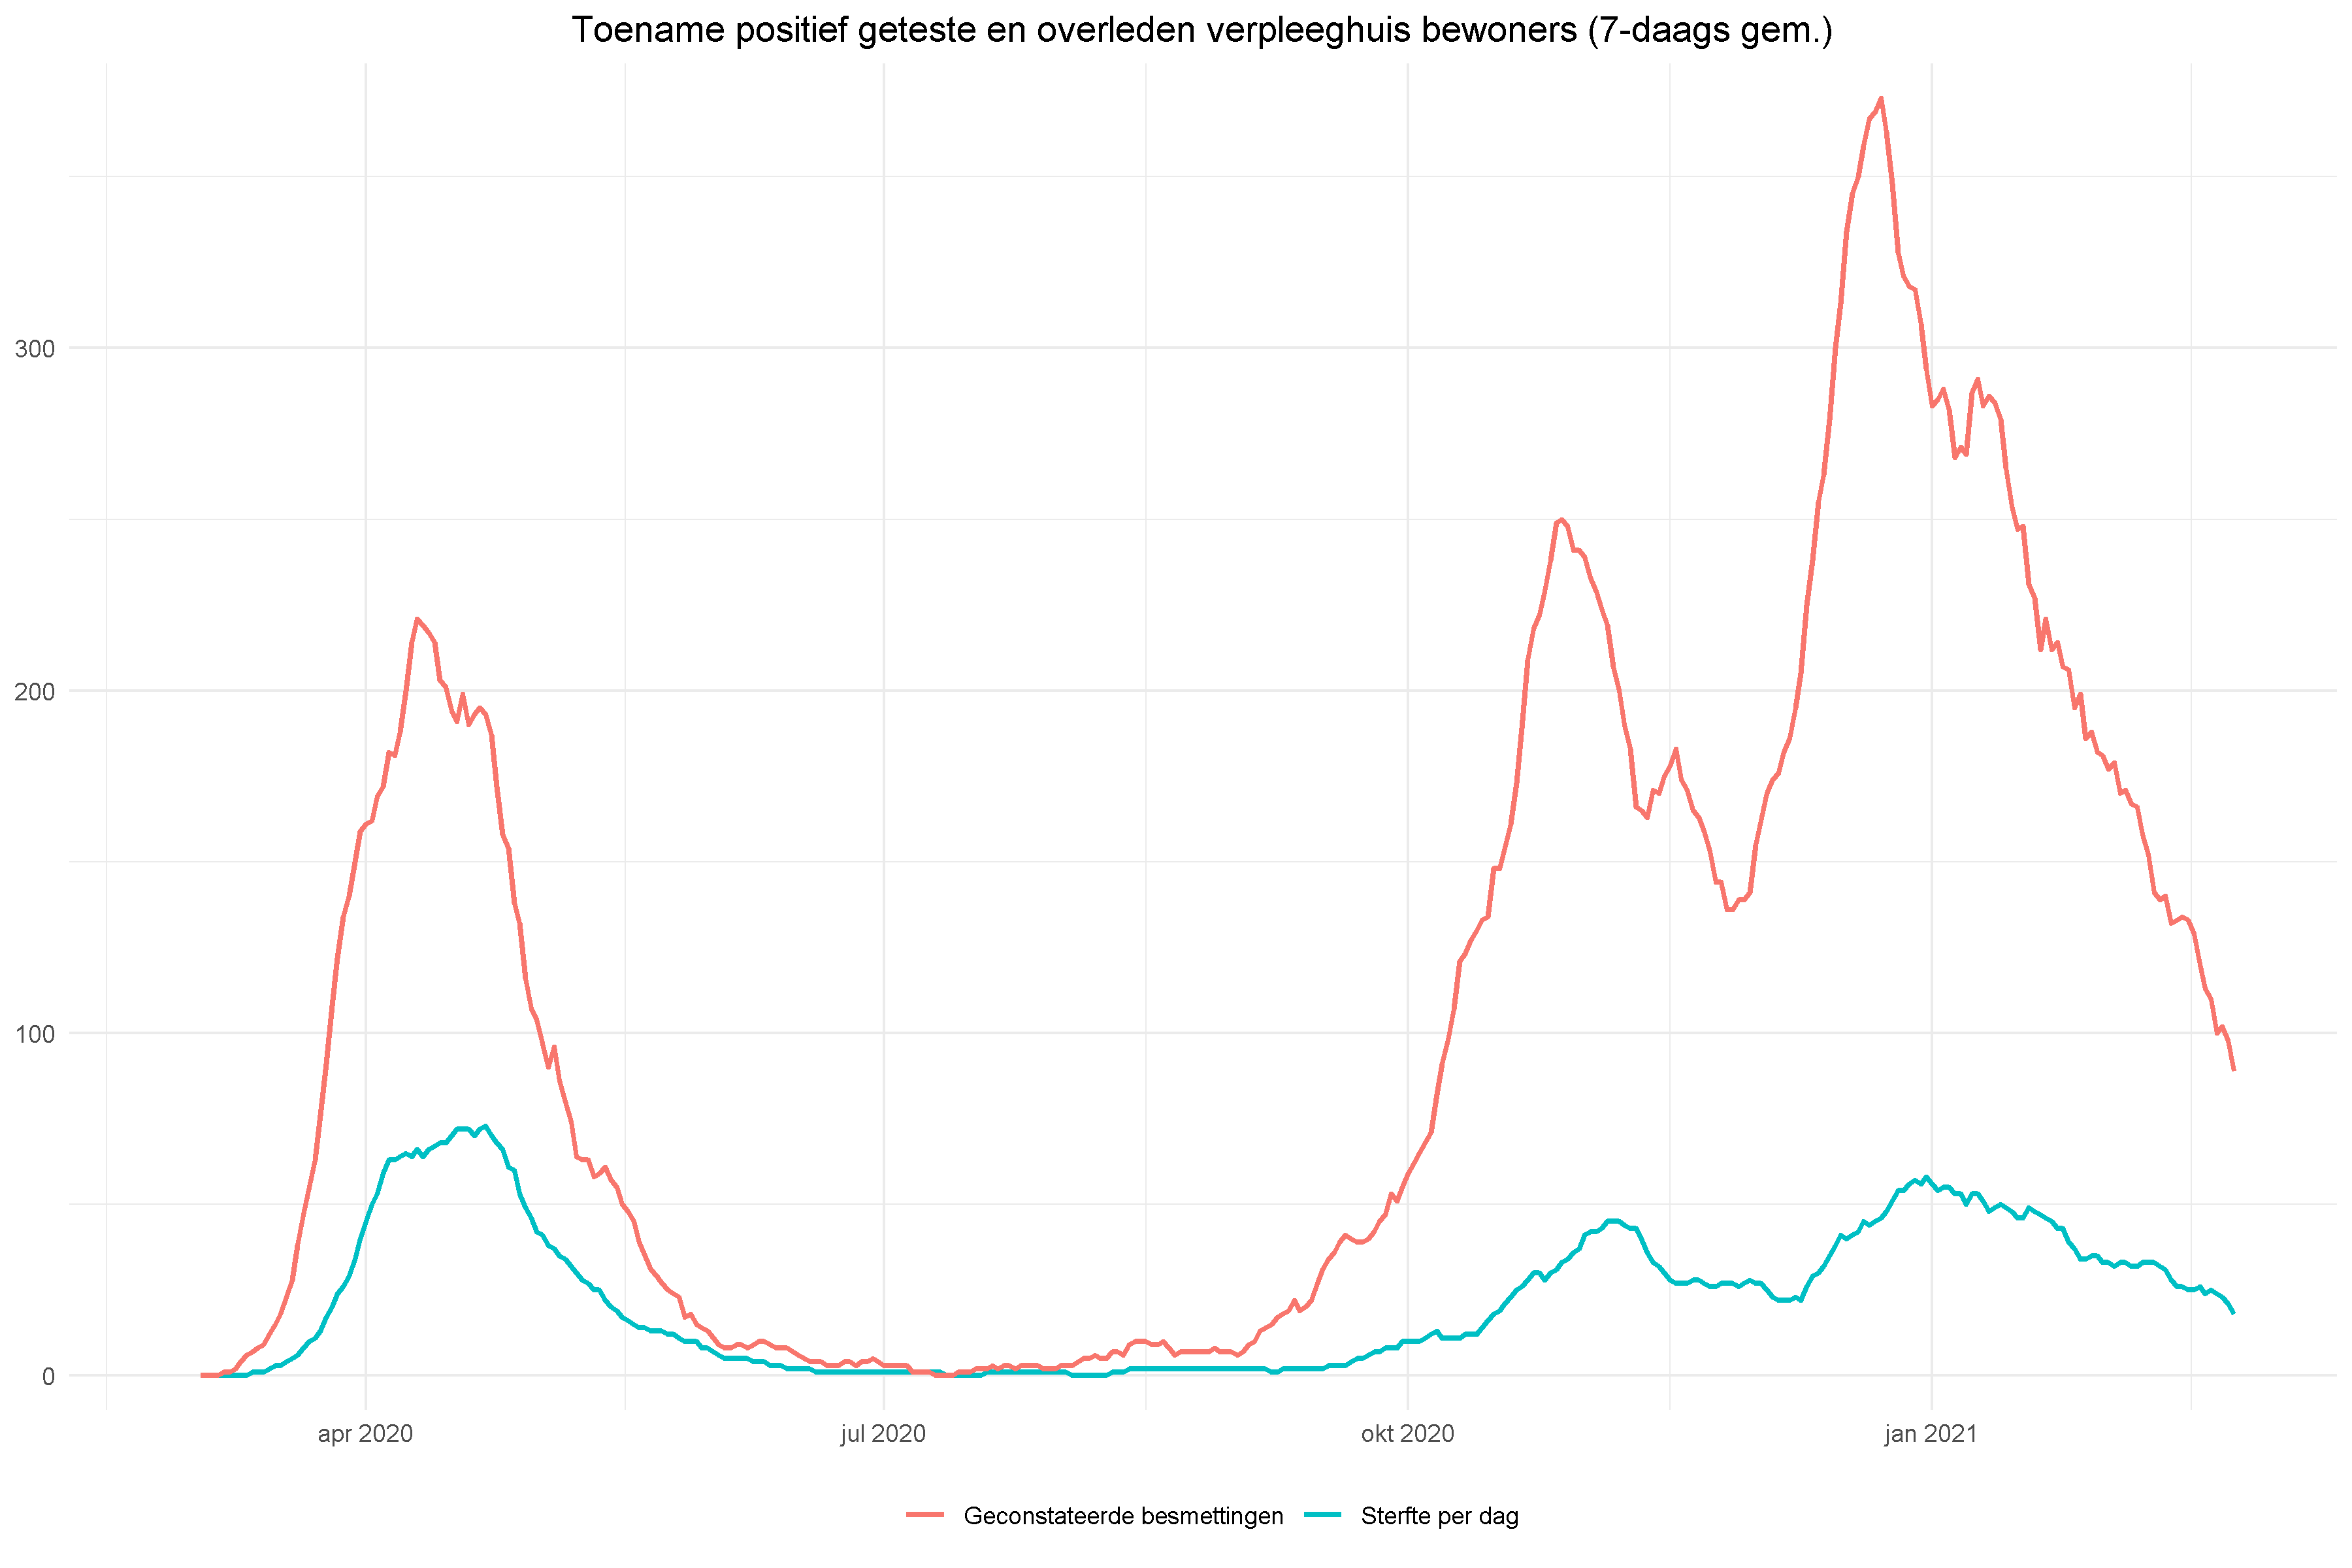 Toename positief geteste en overleden verpleeghuis bewoners (7-daags gem.)
300
200
100
0
apr 2020 jul 2020 okt 2020 jan 2021
Geconstateerde besmettingen Sterfte per dag